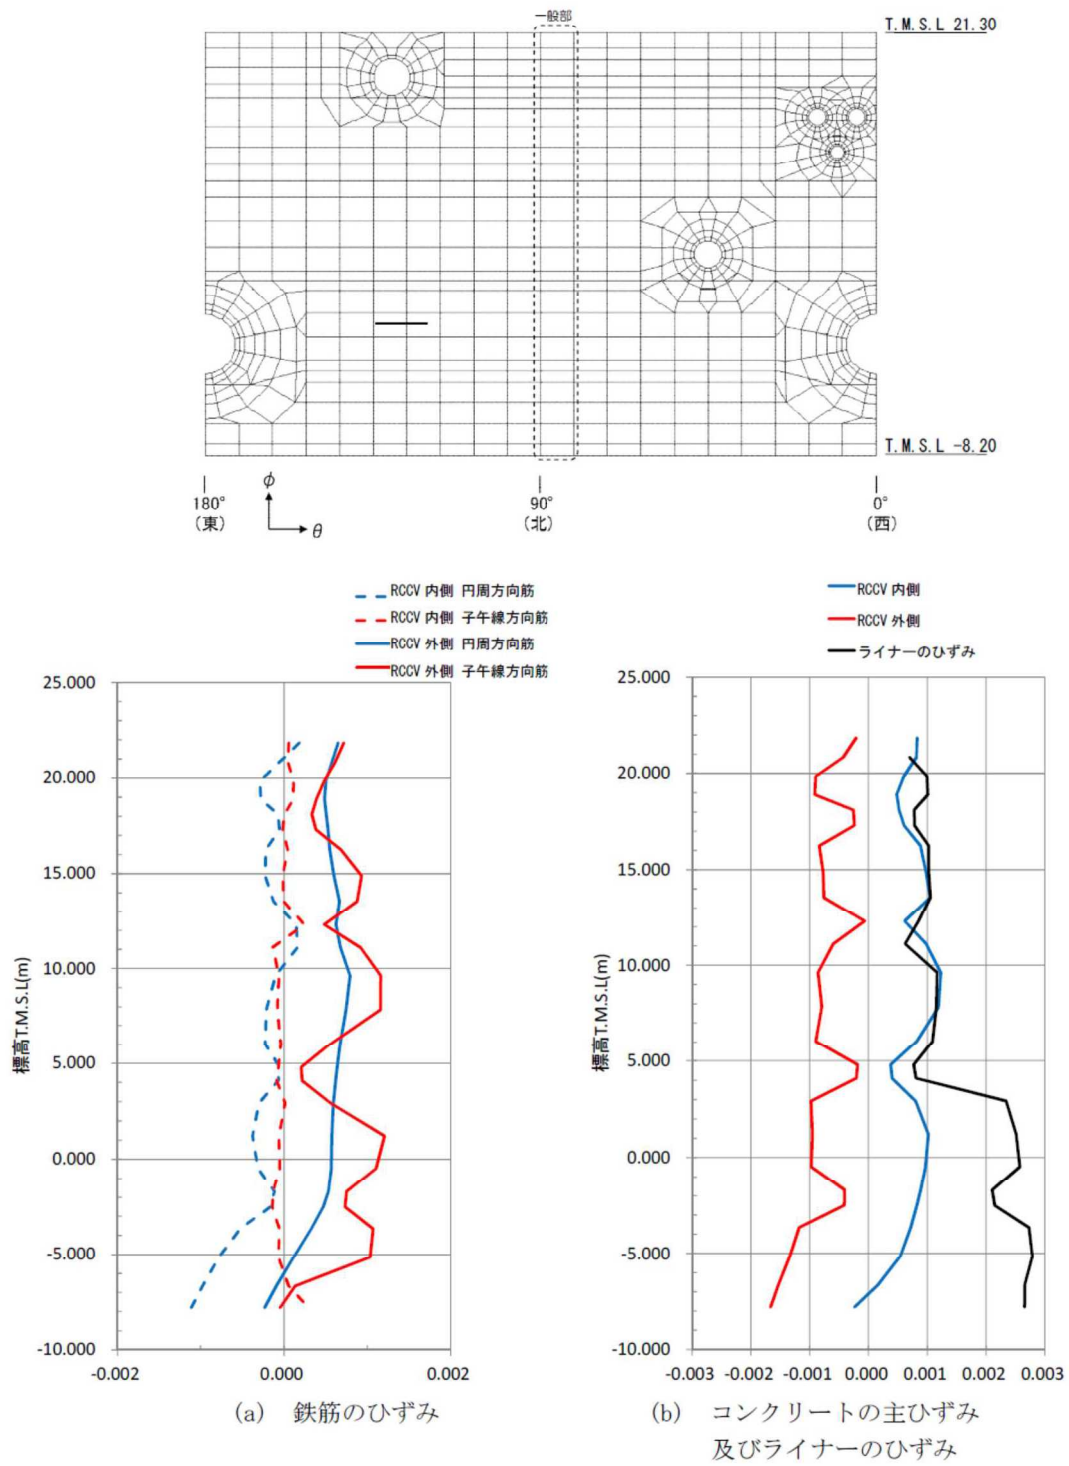 一般部
T.M.S.L 21.30
T.M.S.L -8.20
φ
θ
180°
(東)
90°
(北)
0°
(西)
RCCV 内側 円周方向筋
RCCV 内側 子午線方向筋
RCCV 外側 円周方向筋
RCCV 外側 子午線方向筋
25.000
20.000
15.000
10.000
5.000
0.000
-5.000
-10.000
標高T.M.S.L(m)
-0.002 0.000 0.002
(a) 鉄筋のひずみ
RCCV 内側
RCCV 外側
ライナーのひずみ
25.000
20.000
15.000
10.000
5.000
0.000
-5.000
-10.000
標高T.M.S.L(m)
-0.003 -0.002 -0.001 0.000 0.001 0.002 0.003
(b) コンクリートの主ひずみ
及びライナーのひずみ